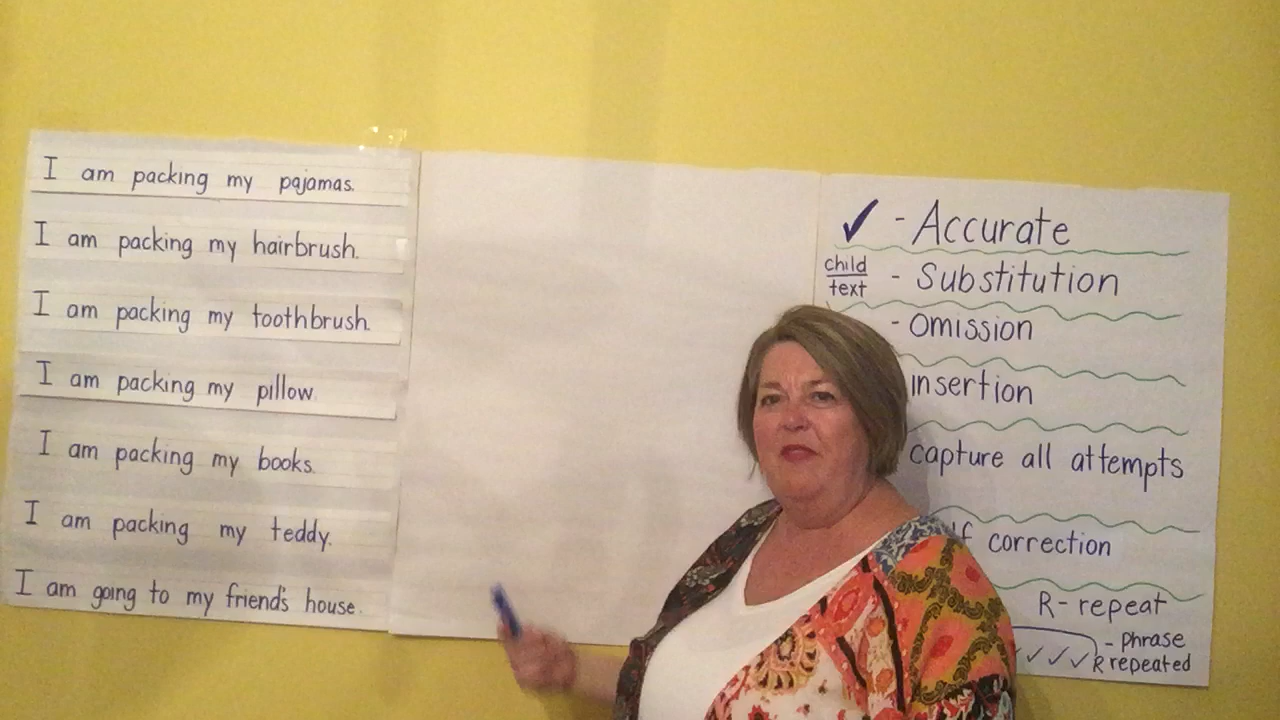 I am packing my pajamas.
I am packing my hairbrush.
I am packing my toothbrush.
I am packing my pillow.
I am packing my books.
I am packing my teddy.
I am going to my friend's house.
✓ - Accurate
child
text
- Substitution
- Omission
insertion
capture all attempts
lf correction
R - repeat
- phrase
✓ ✓ ✓ R repeated